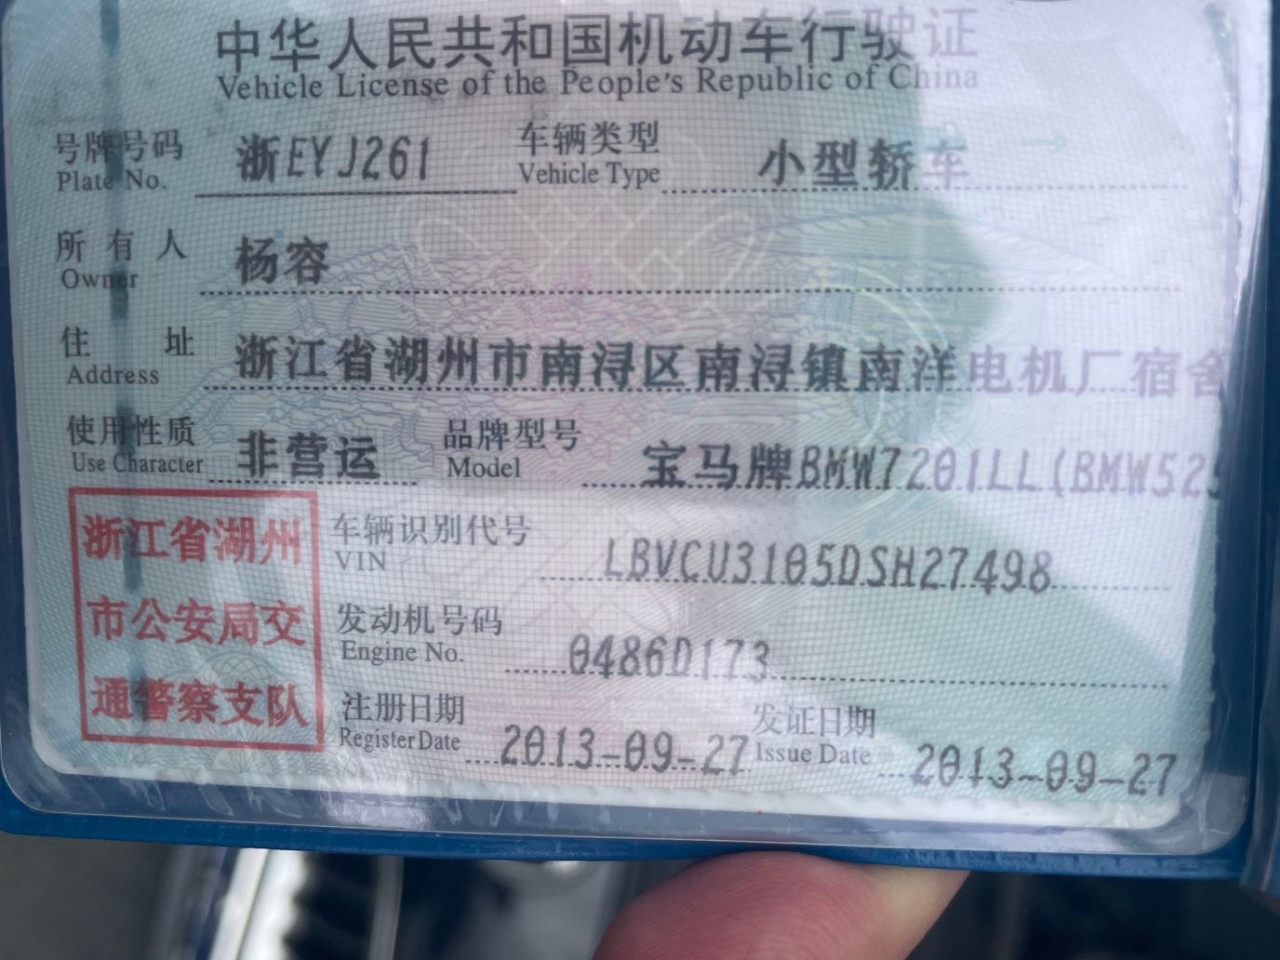 中华人民共和国机动车行驶证
Vehicle License of the People's Republic of China
号牌号码 浙EYJ261 车辆类型 小型轿车
Plate No. Vehicle Type
所有人 杨容
Owner
住址 浙江省湖州市南浔区南浔镇南洋电机厂宿舍
Address
使用性质 非营运 品牌型号 宝马牌BMW7201LL(BMW525
Use Character Model
浙江省湖州
市公安局交
通警察支队
车辆识别代号 LBVCU3105DSH27498
VIN
发动机号码 0486D173
Engine No.
注册日期 2013-09-27 发证日期 2013-09-27
Register Date Issue Date